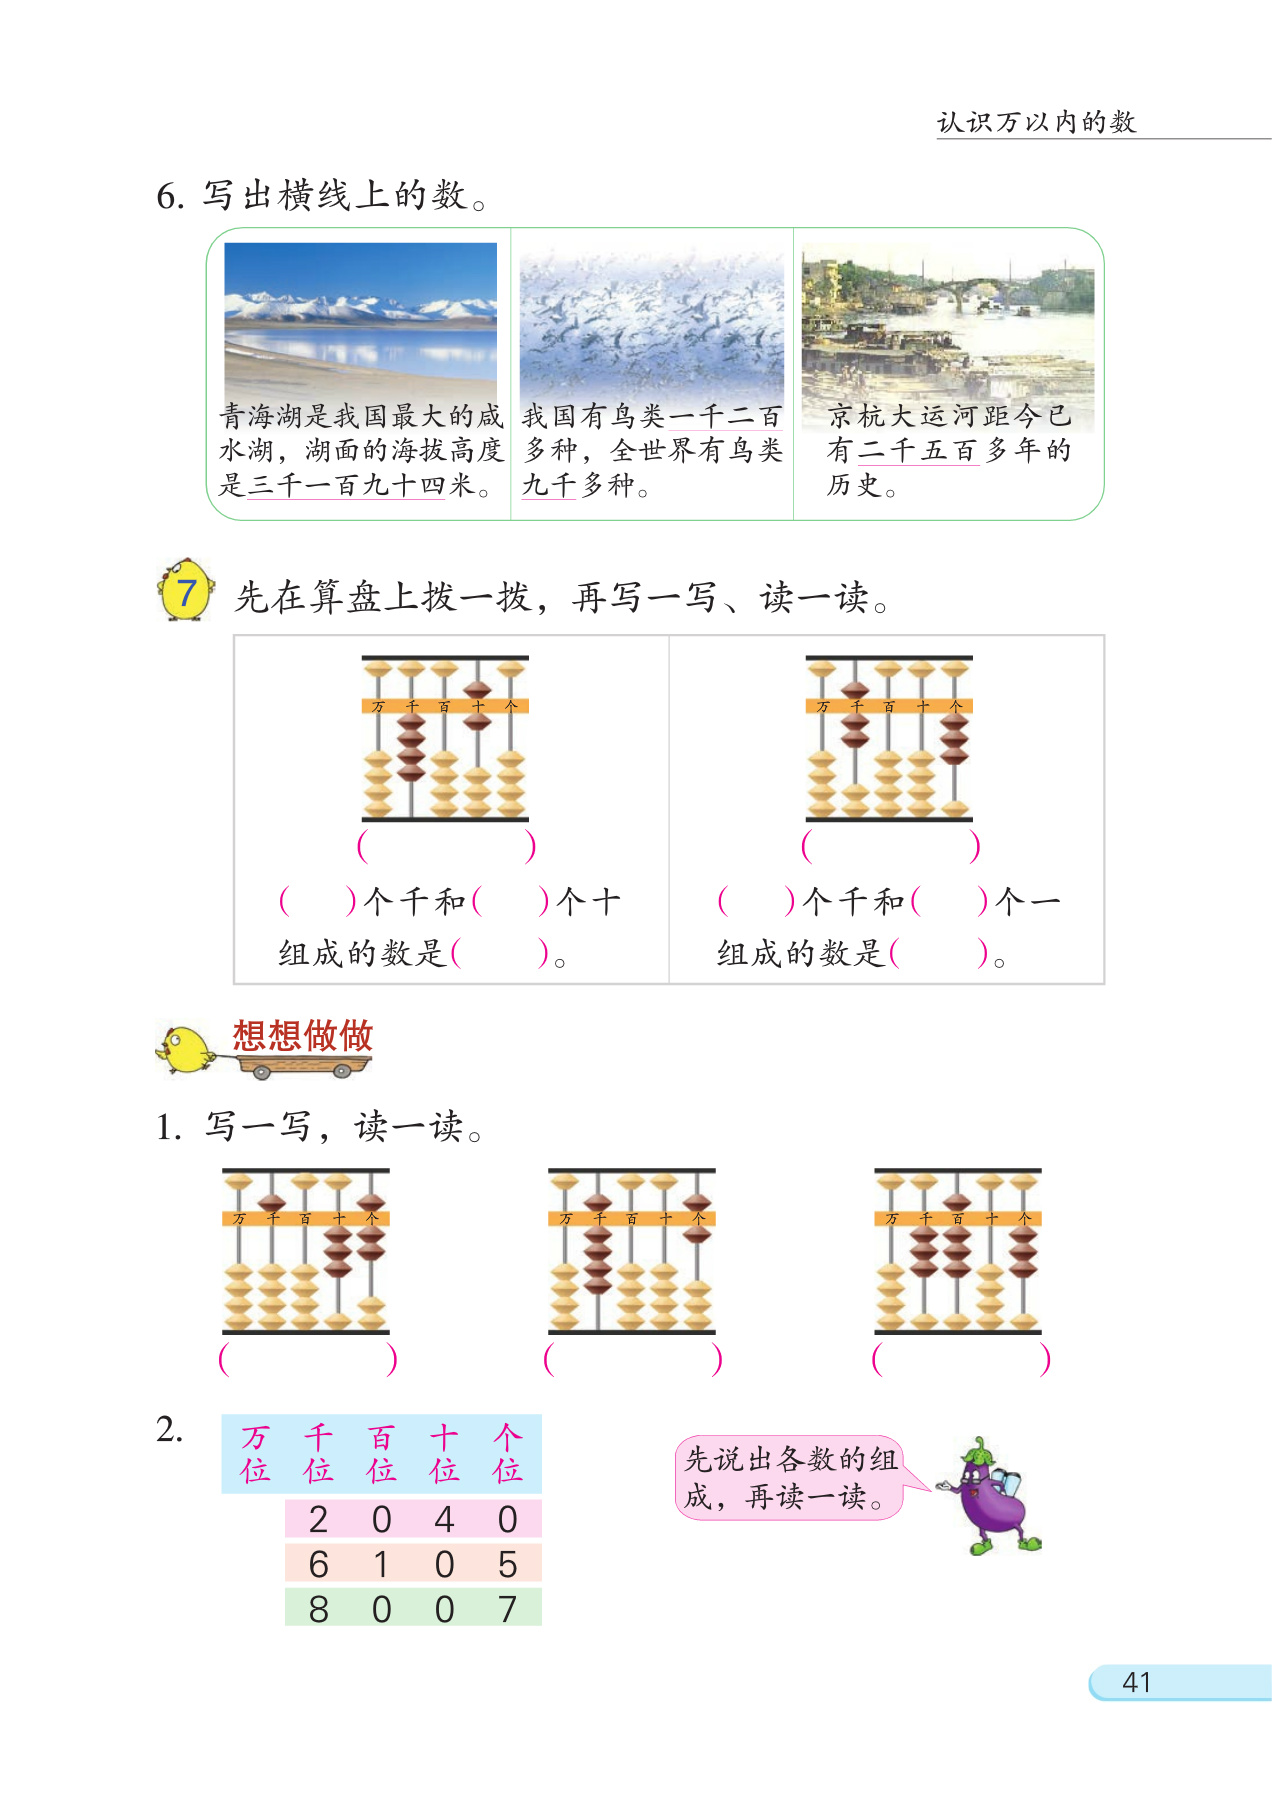 认识万以内的数
6. 写出横线上的数。
青海湖是我国最大的咸
水湖，湖面的海拔高度
是三千一百九十四米。
我国有鸟类一千二百
多种，全世界有鸟类
九千多种。
京杭大运河距今已
有二千五百多年的
历史。
7 先在算盘上拨一拨，再写一写、读一读。
万 千 百 十 个
(    )
(    )个千和(    )个十
组成的数是(    )。
万 千 百 十 个
(    )
(    )个千和(    )个一
组成的数是(    )。
想想做做
1. 写一写，读一读。
万 千 百 十 个
万 千 百 十 个
万 千 百 十 个
(    ) (    ) (    )
2.
万位 千位 百位 十位 个位
2 0 4 0
6 1 0 5
8 0 0 7
先说出各数的组
成，再读一读。
41